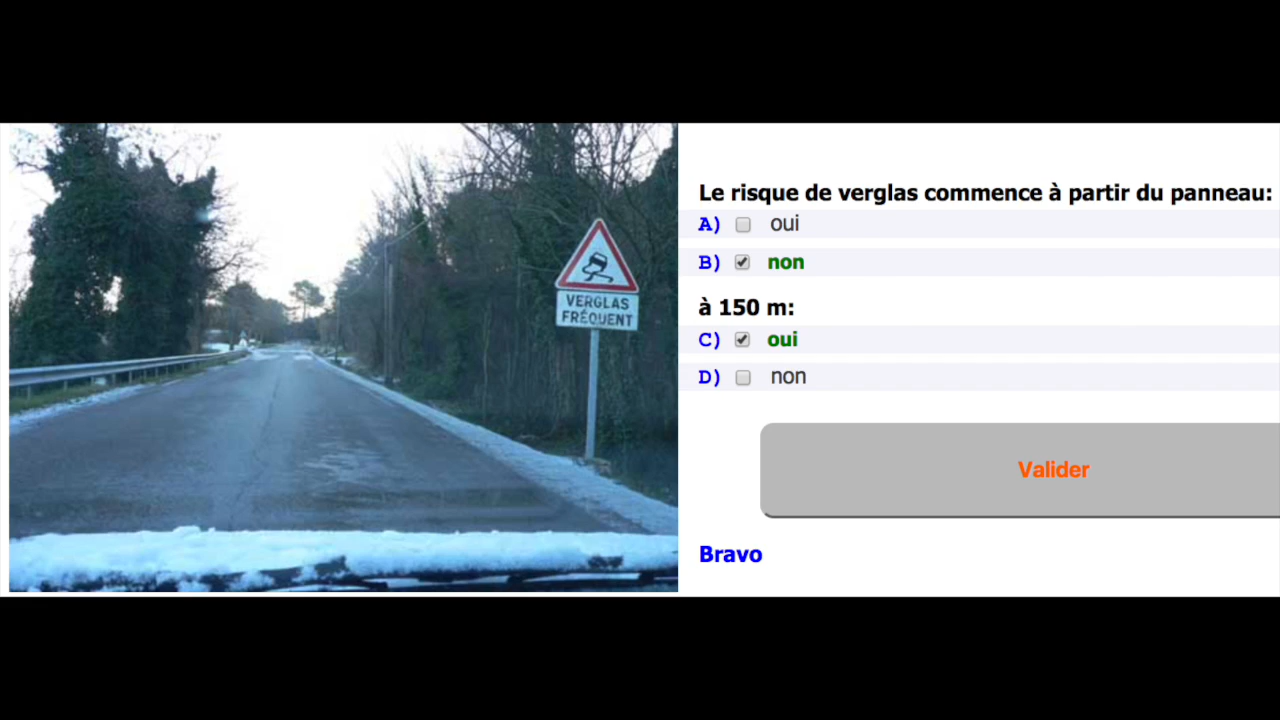 VERGLAS
FRÉQUENT
Le risque de verglas commence à partir du panneau:
A) oui
B) non
à 150 m:
C) oui
D) non
Valider
Bravo